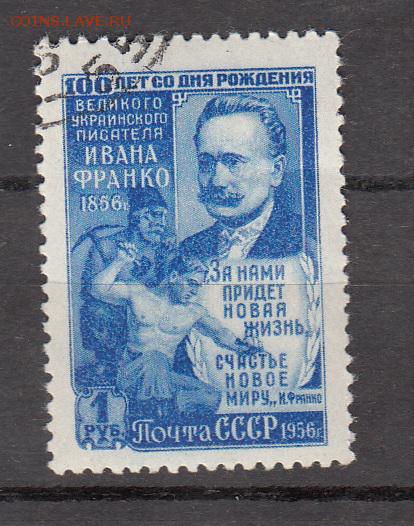 COINS.LAVE.RU
100 ЛЕТ СО ДНЯ РОЖДЕНИЯ
ВЕЛИКОГО
УКРАИНСКОГО
ПИСАТЕЛЯ
ИВАНА
ФРАНКО
1856г.
„ЗА НАМИ
ПРИДЕТ
НОВАЯ
ЖИЗНЬ,
СЧАСТЬЕ
НОВОЕ
МИРУ„ И. ФРАНКО
1
РУБ.
ПОЧТА СССР 1956г.